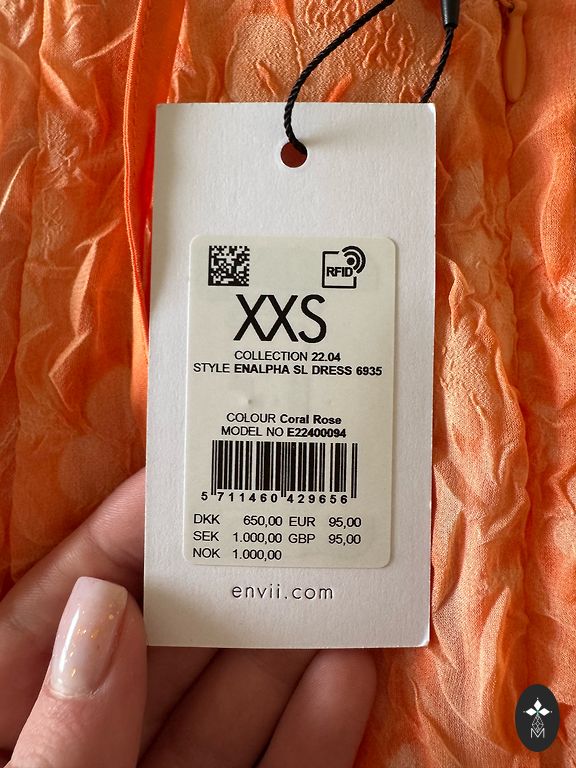 RFID
XXS
COLLECTION 22.04
STYLE ENALPHA SL DRESS 6935
COLOUR Coral Rose
MODEL NO E22400094
5 711460 429656
DKK 650,00 EUR 95,00
SEK 1.000,00 GBP 95,00
NOK 1.000,00
envii.com
M